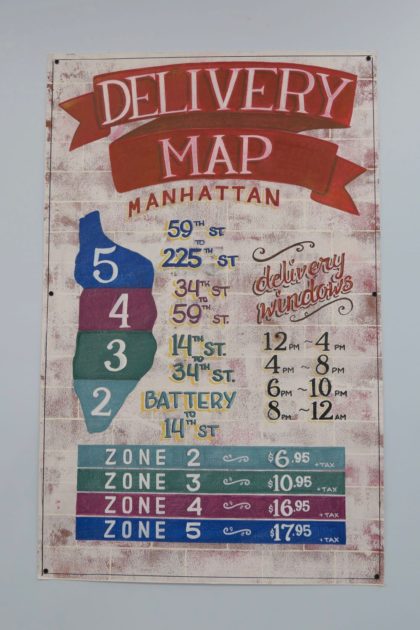 DELIVERY
MAP
MANHATTAN
5
4
3
2
59TH ST
TO
225TH ST
34TH ST
TO
59TH ST.
14TH ST.
TO
34TH ST.
BATTERY
TO
14TH ST
delivery
windows
12PM ~ 4PM
4PM ~ 8PM
6PM ~ 10PM
8PM ~ 12AM
ZONE 2 $6.95 +TAX
ZONE 3 $10.95 +TAX
ZONE 4 $16.95 +TAX
ZONE 5 $17.95 +TAX